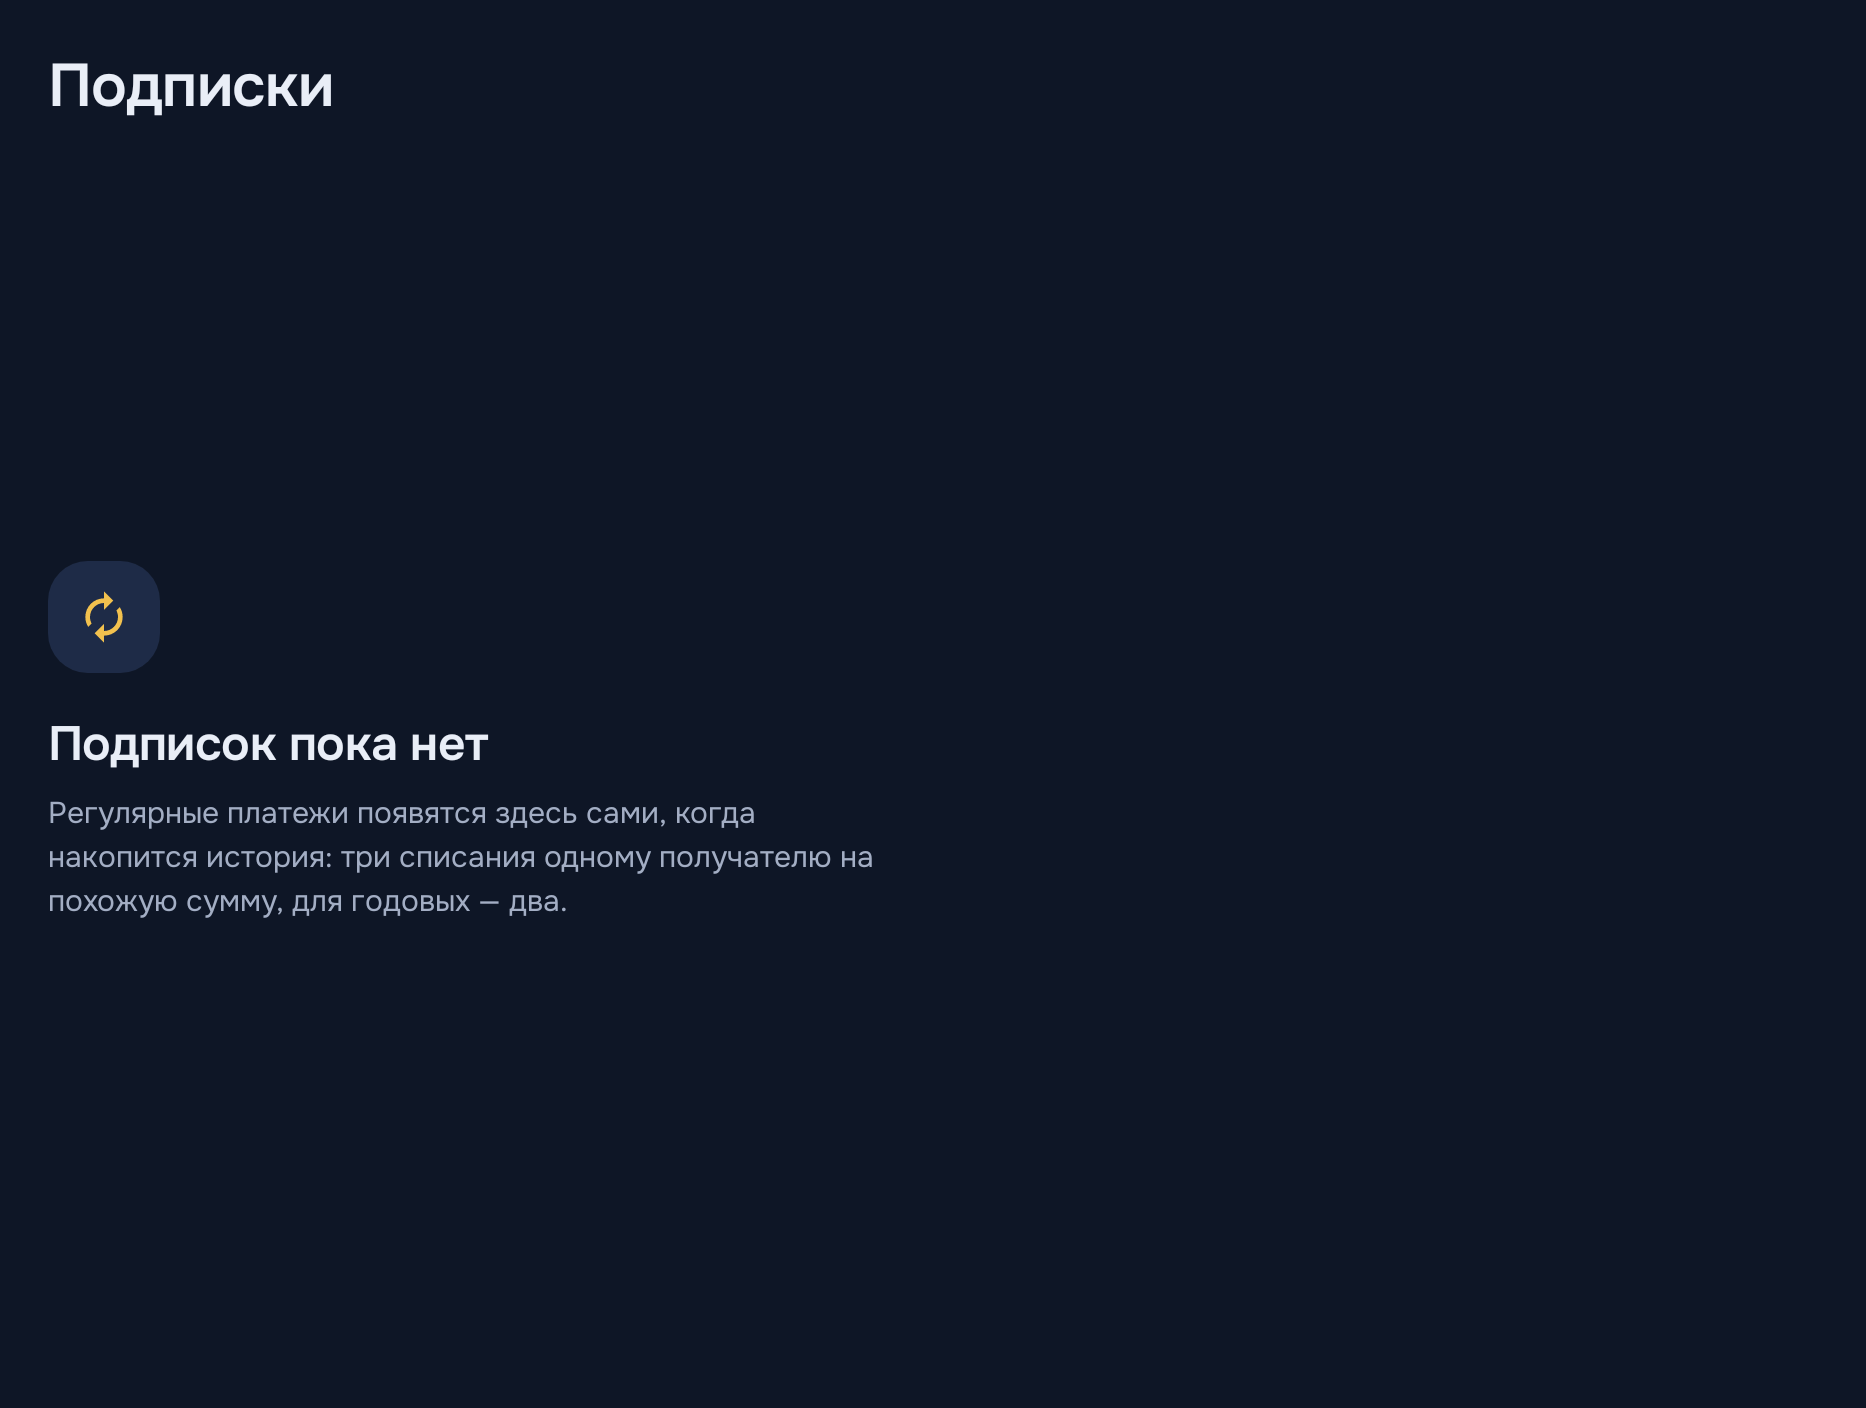 Подписки
Подписок пока нет
Регулярные платежи появятся здесь сами, когда
накопится история: три списания одному получателю на
похожую сумму, для годовых — два.